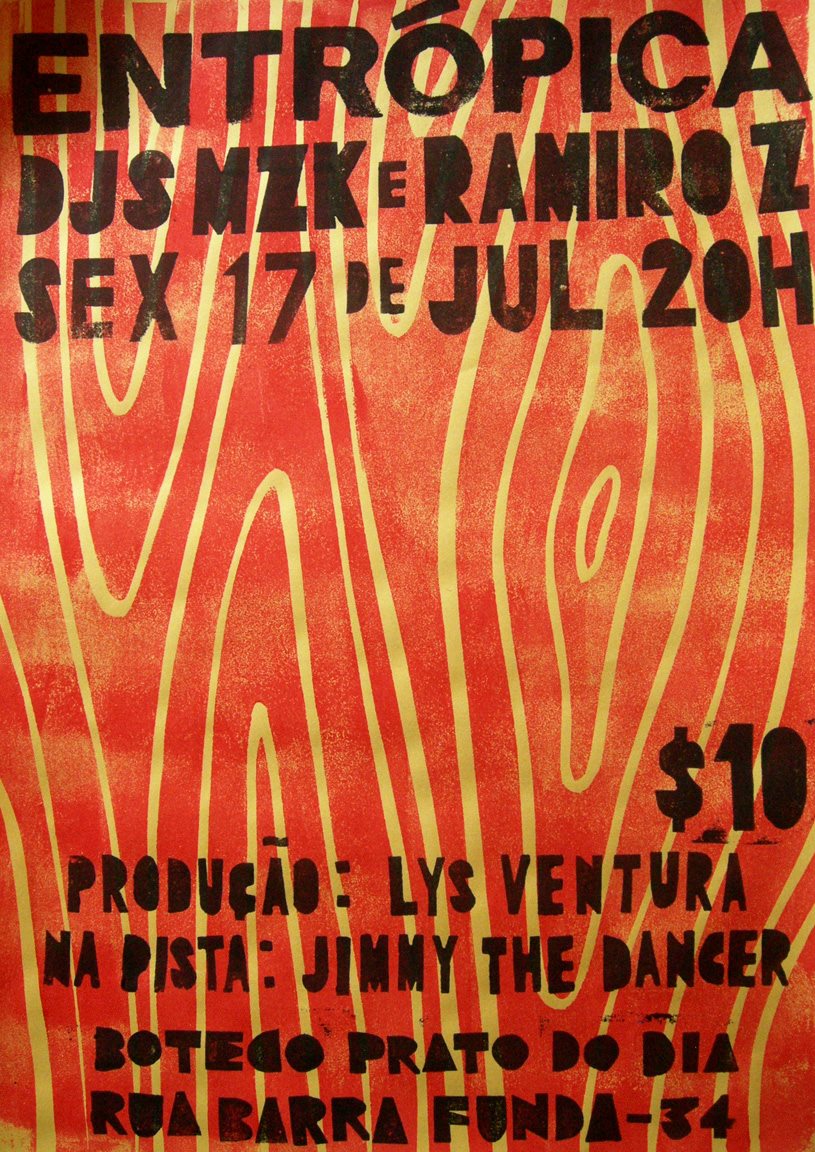 ENTRÓPICA
DJS MZK E RAMIRO Z
SEX 17 DE JUL 20H
$10
PRODUÇÃO: LYS VENTURA
NA PISTA: JIMMY THE DANCER
BOTECO PRATO DO DIA
RUA BARRA FUNDA-34